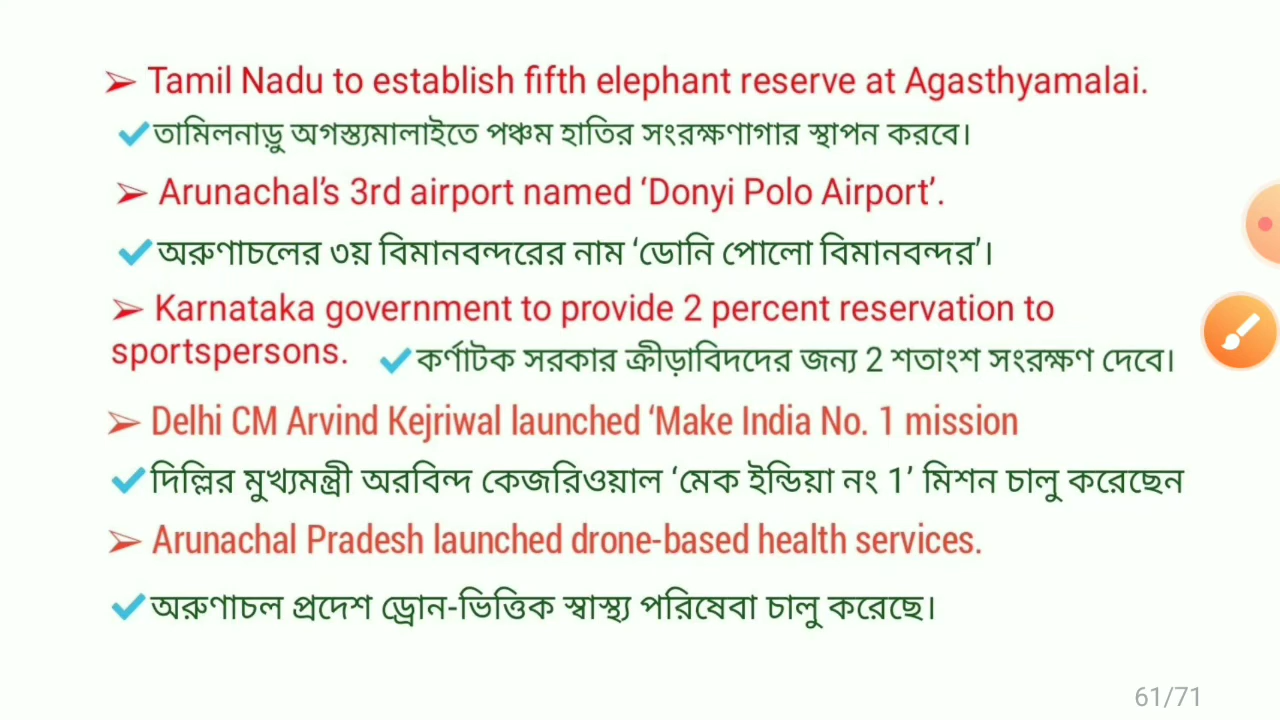 ➢ Tamil Nadu to establish fifth elephant reserve at Agasthyamalai.
✔তামিলনাড়ু অগস্ত্যমালাইতে পঞ্চম হাতির সংরক্ষণাগার স্থাপন করবে।
➢ Arunachal’s 3rd airport named ‘Donyi Polo Airport’.
✔অরুণাচলের ৩য় বিমানবন্দরের নাম ‘ডোনি পোলো বিমানবন্দর’।
➢ Karnataka government to provide 2 percent reservation to
sportspersons. ✔কর্ণাটক সরকার ক্রীড়াবিদদের জন্য 2 শতাংশ সংরক্ষণ দেবে।
➢ Delhi CM Arvind Kejriwal launched ‘Make India No. 1 mission
✔দিল্লির মুখ্যমন্ত্রী অরবিন্দ কেজরিওয়াল ‘মেক ইন্ডিয়া নং 1’ মিশন চালু করেছেন
➢ Arunachal Pradesh launched drone-based health services.
✔অরুণাচল প্রদেশ ড্রোন-ভিত্তিক স্বাস্থ্য পরিষেবা চালু করেছে।
61/71